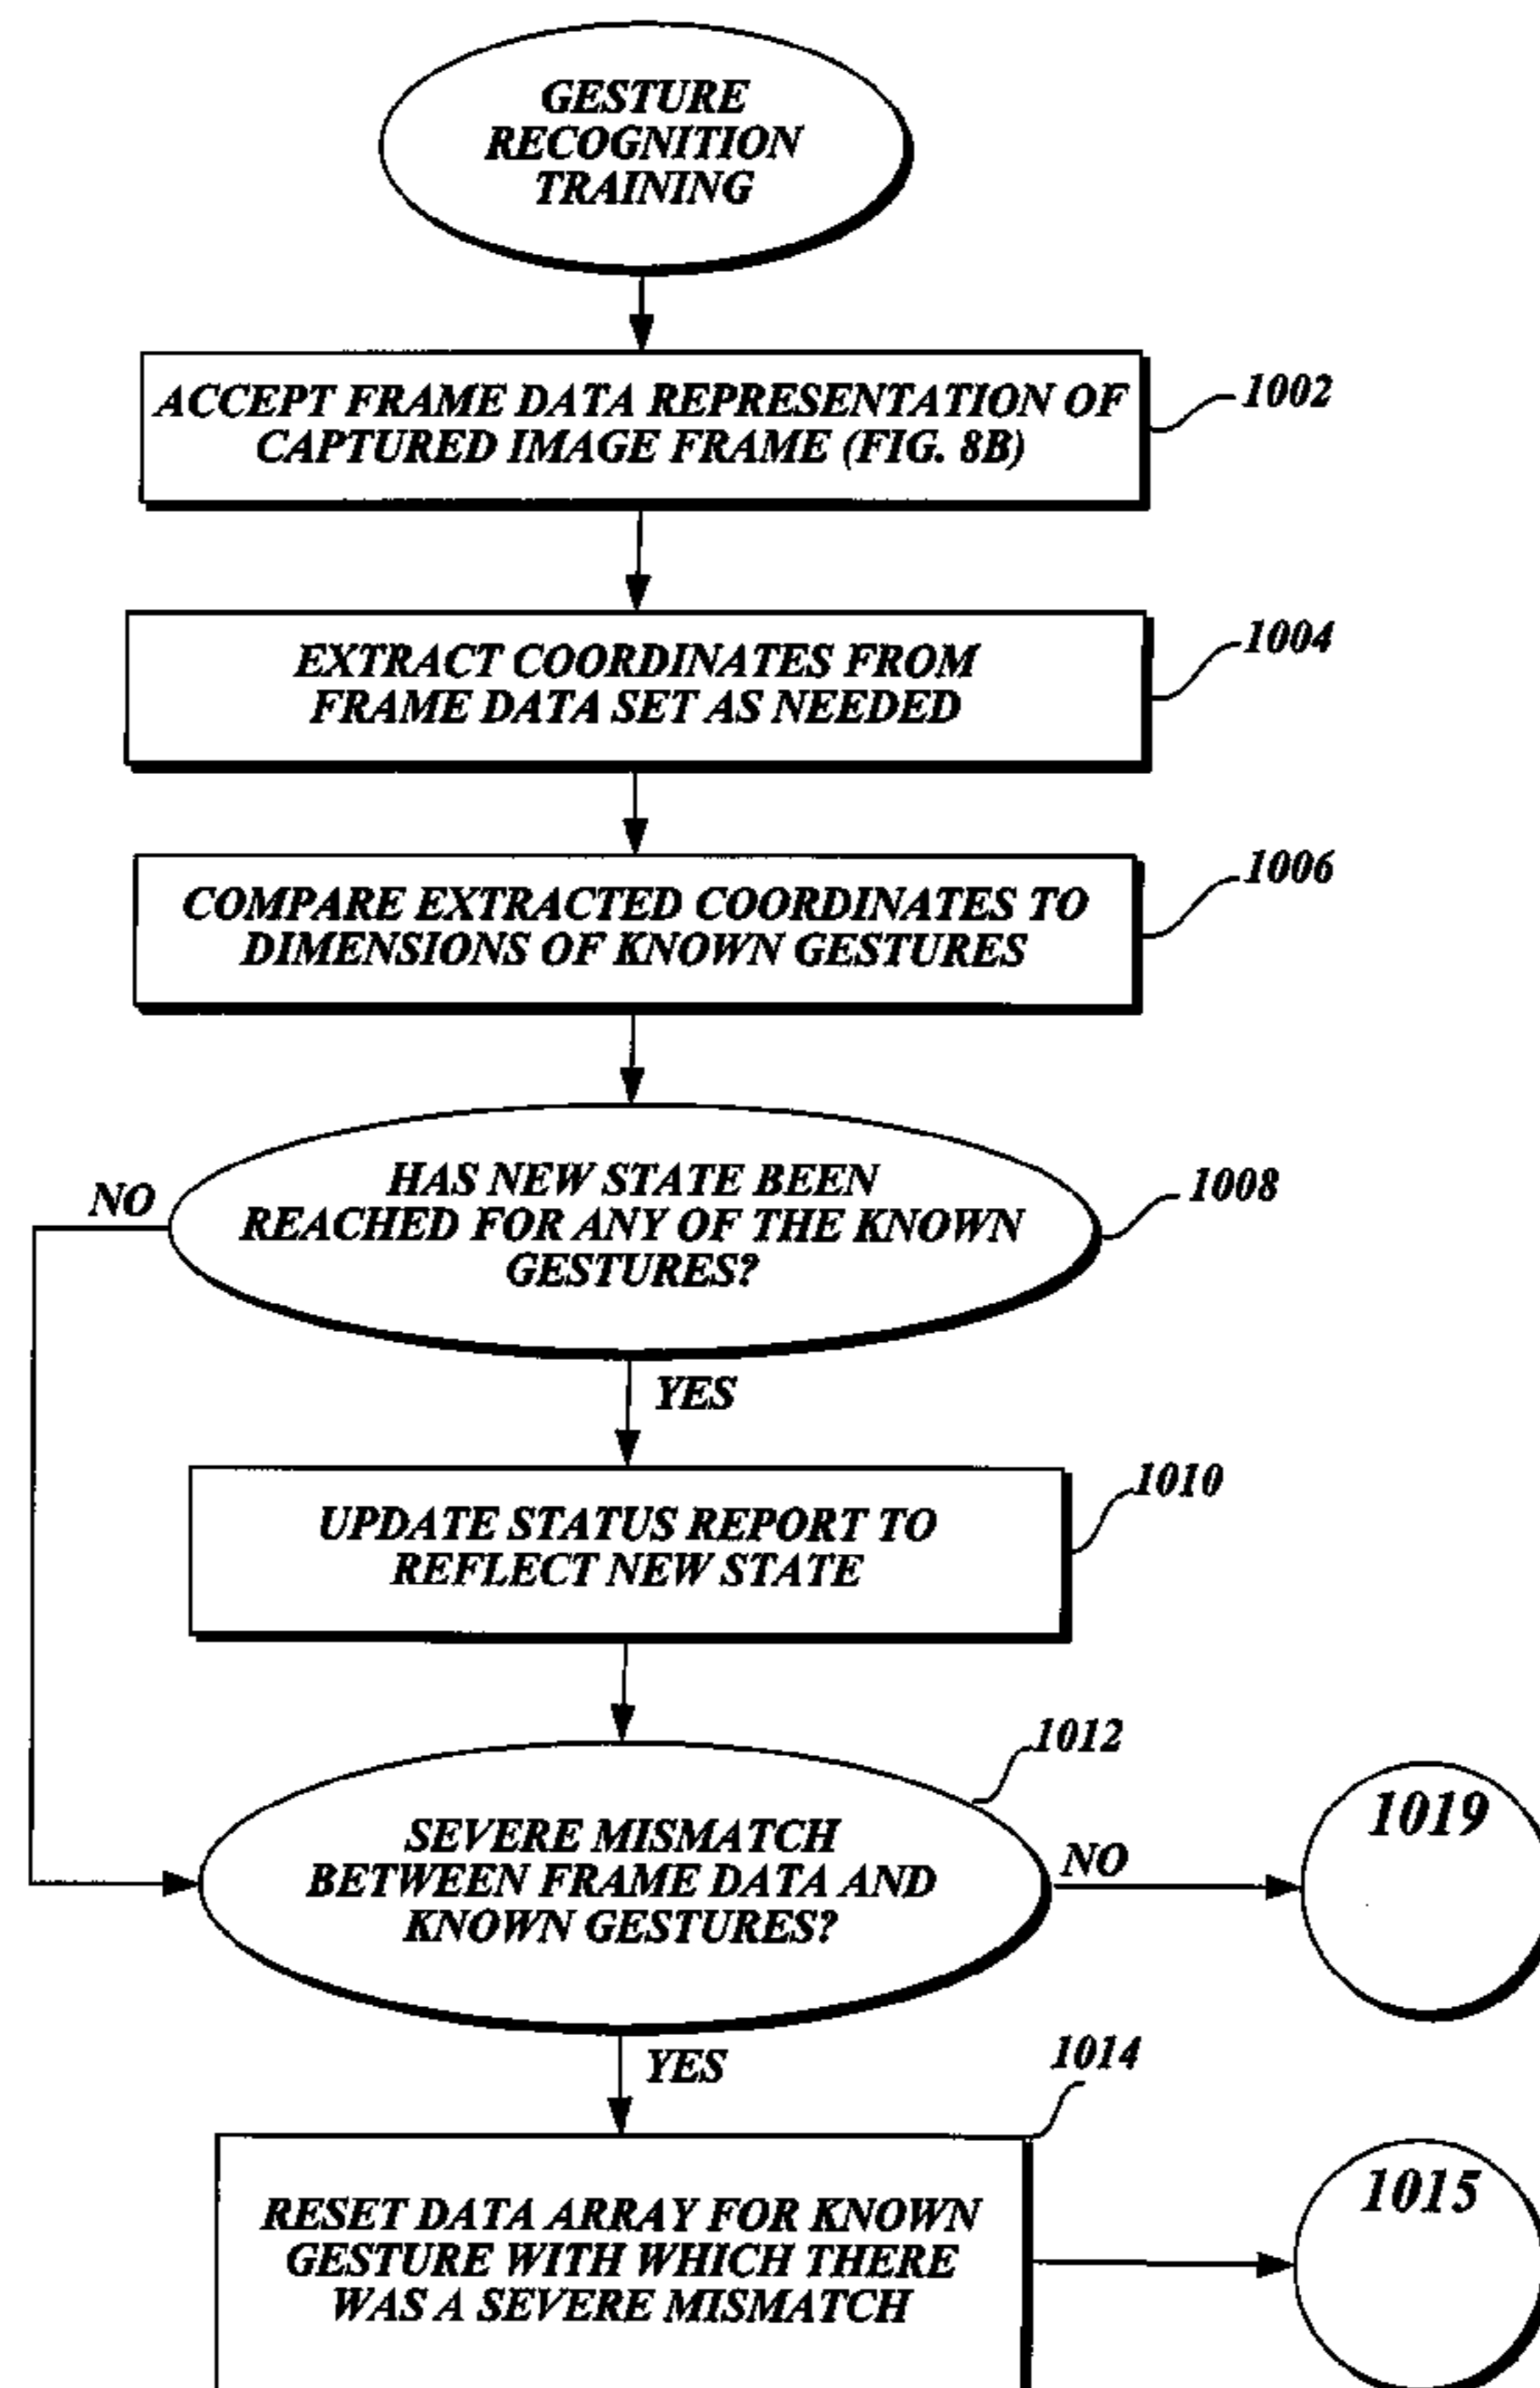 GESTURE
RECOGNITION
TRAINING
ACCEPT FRAME DATA REPRESENTATION OF
CAPTURED IMAGE FRAME (FIG. 8B)
1002
EXTRACT COORDINATES FROM
FRAME DATA SET AS NEEDED
1004
COMPARE EXTRACTED COORDINATES TO
DIMENSIONS OF KNOWN GESTURES
1006
HAS NEW STATE BEEN
REACHED FOR ANY OF THE KNOWN
GESTURES?
1008
NO
YES
UPDATE STATUS REPORT TO
REFLECT NEW STATE
1010
1012
SEVERE MISMATCH
BETWEEN FRAME DATA AND
KNOWN GESTURES?
NO
1019
YES
1014
RESET DATA ARRAY FOR KNOWN
GESTURE WITH WHICH THERE
WAS A SEVERE MISMATCH
1015